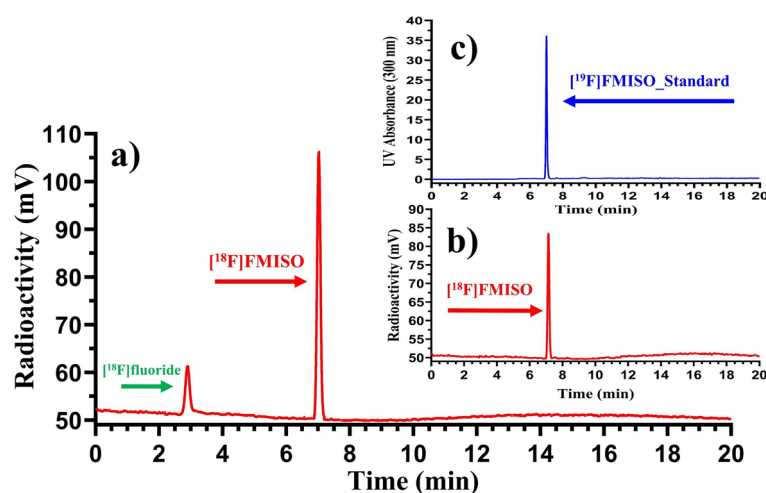 a)
Radioactivity (mV)
110
100
90
80
70
60
50
[¹⁸F]FMISO
[¹⁸F]fluoride
0 2 4 6 8 10 12 14 16 18 20
Time (min)
c)
UV Absorbance (300 nm)
40
35
30
25
20
15
10
5
0
[¹⁹F]FMISO_Standard
0 2 4 6 8 10 12 14 16 18 20
Time (min)
b)
Radioactivity (mV)
90
85
80
75
70
65
60
55
50
[¹⁸F]FMISO
0 2 4 6 8 10 12 14 16 18 20
Time (min)